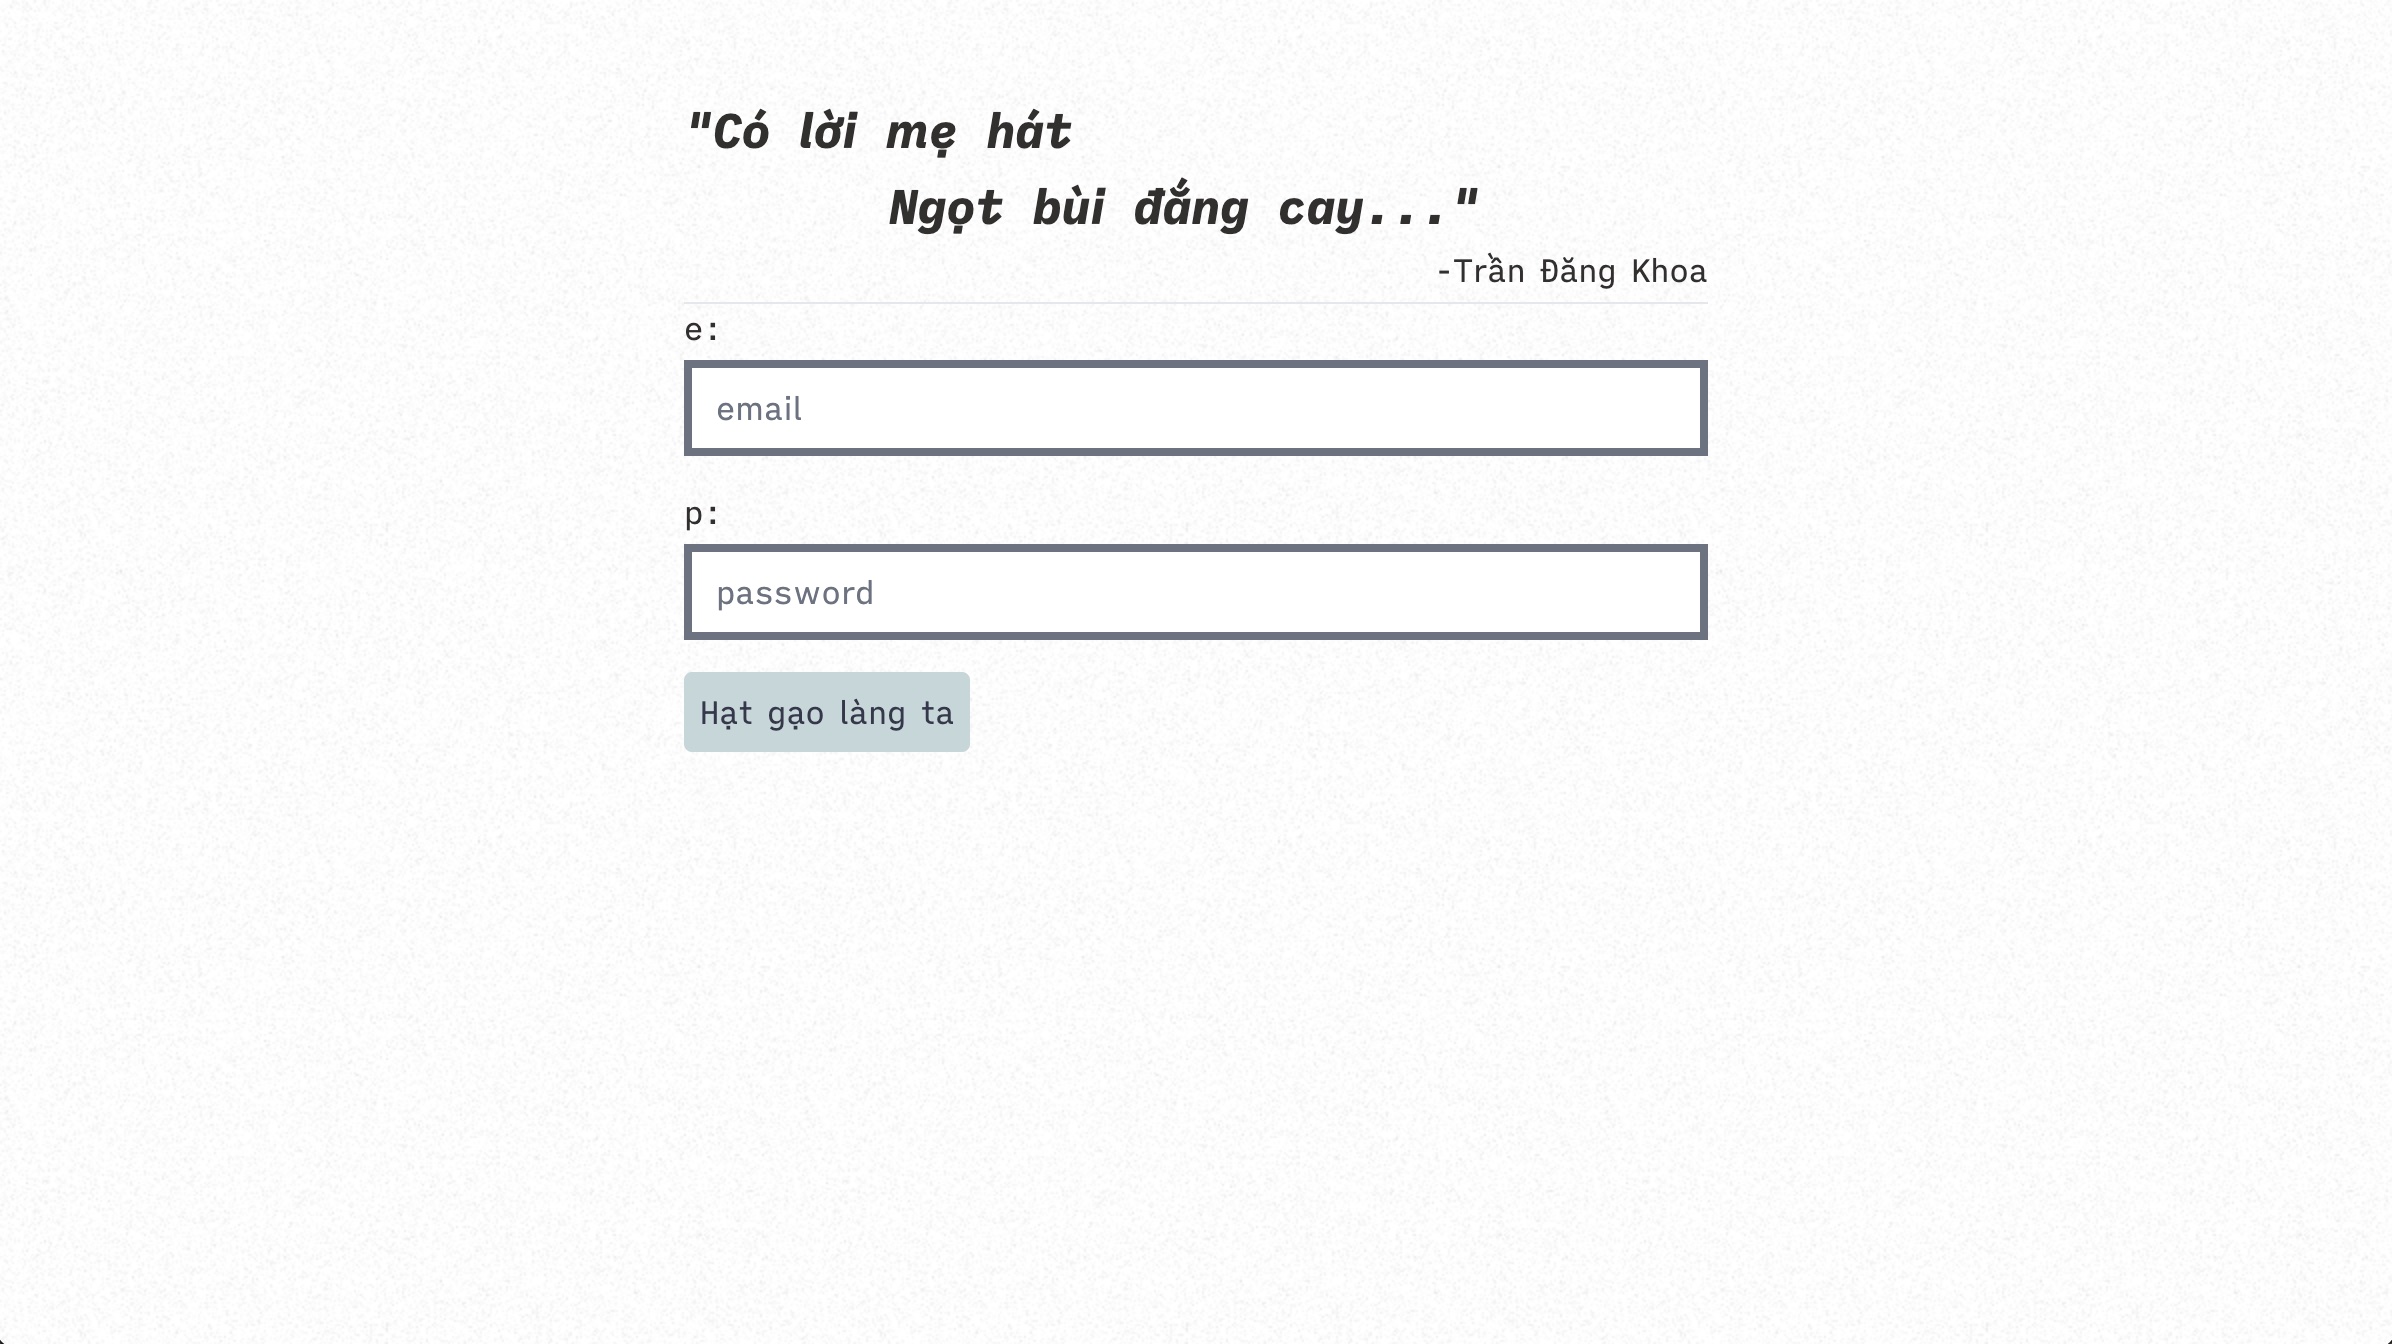 "Có lời mẹ hát
Ngọt bùi đắng cay..."
-Trần Đăng Khoa
e:
email
p:
password
Hạt gạo làng ta